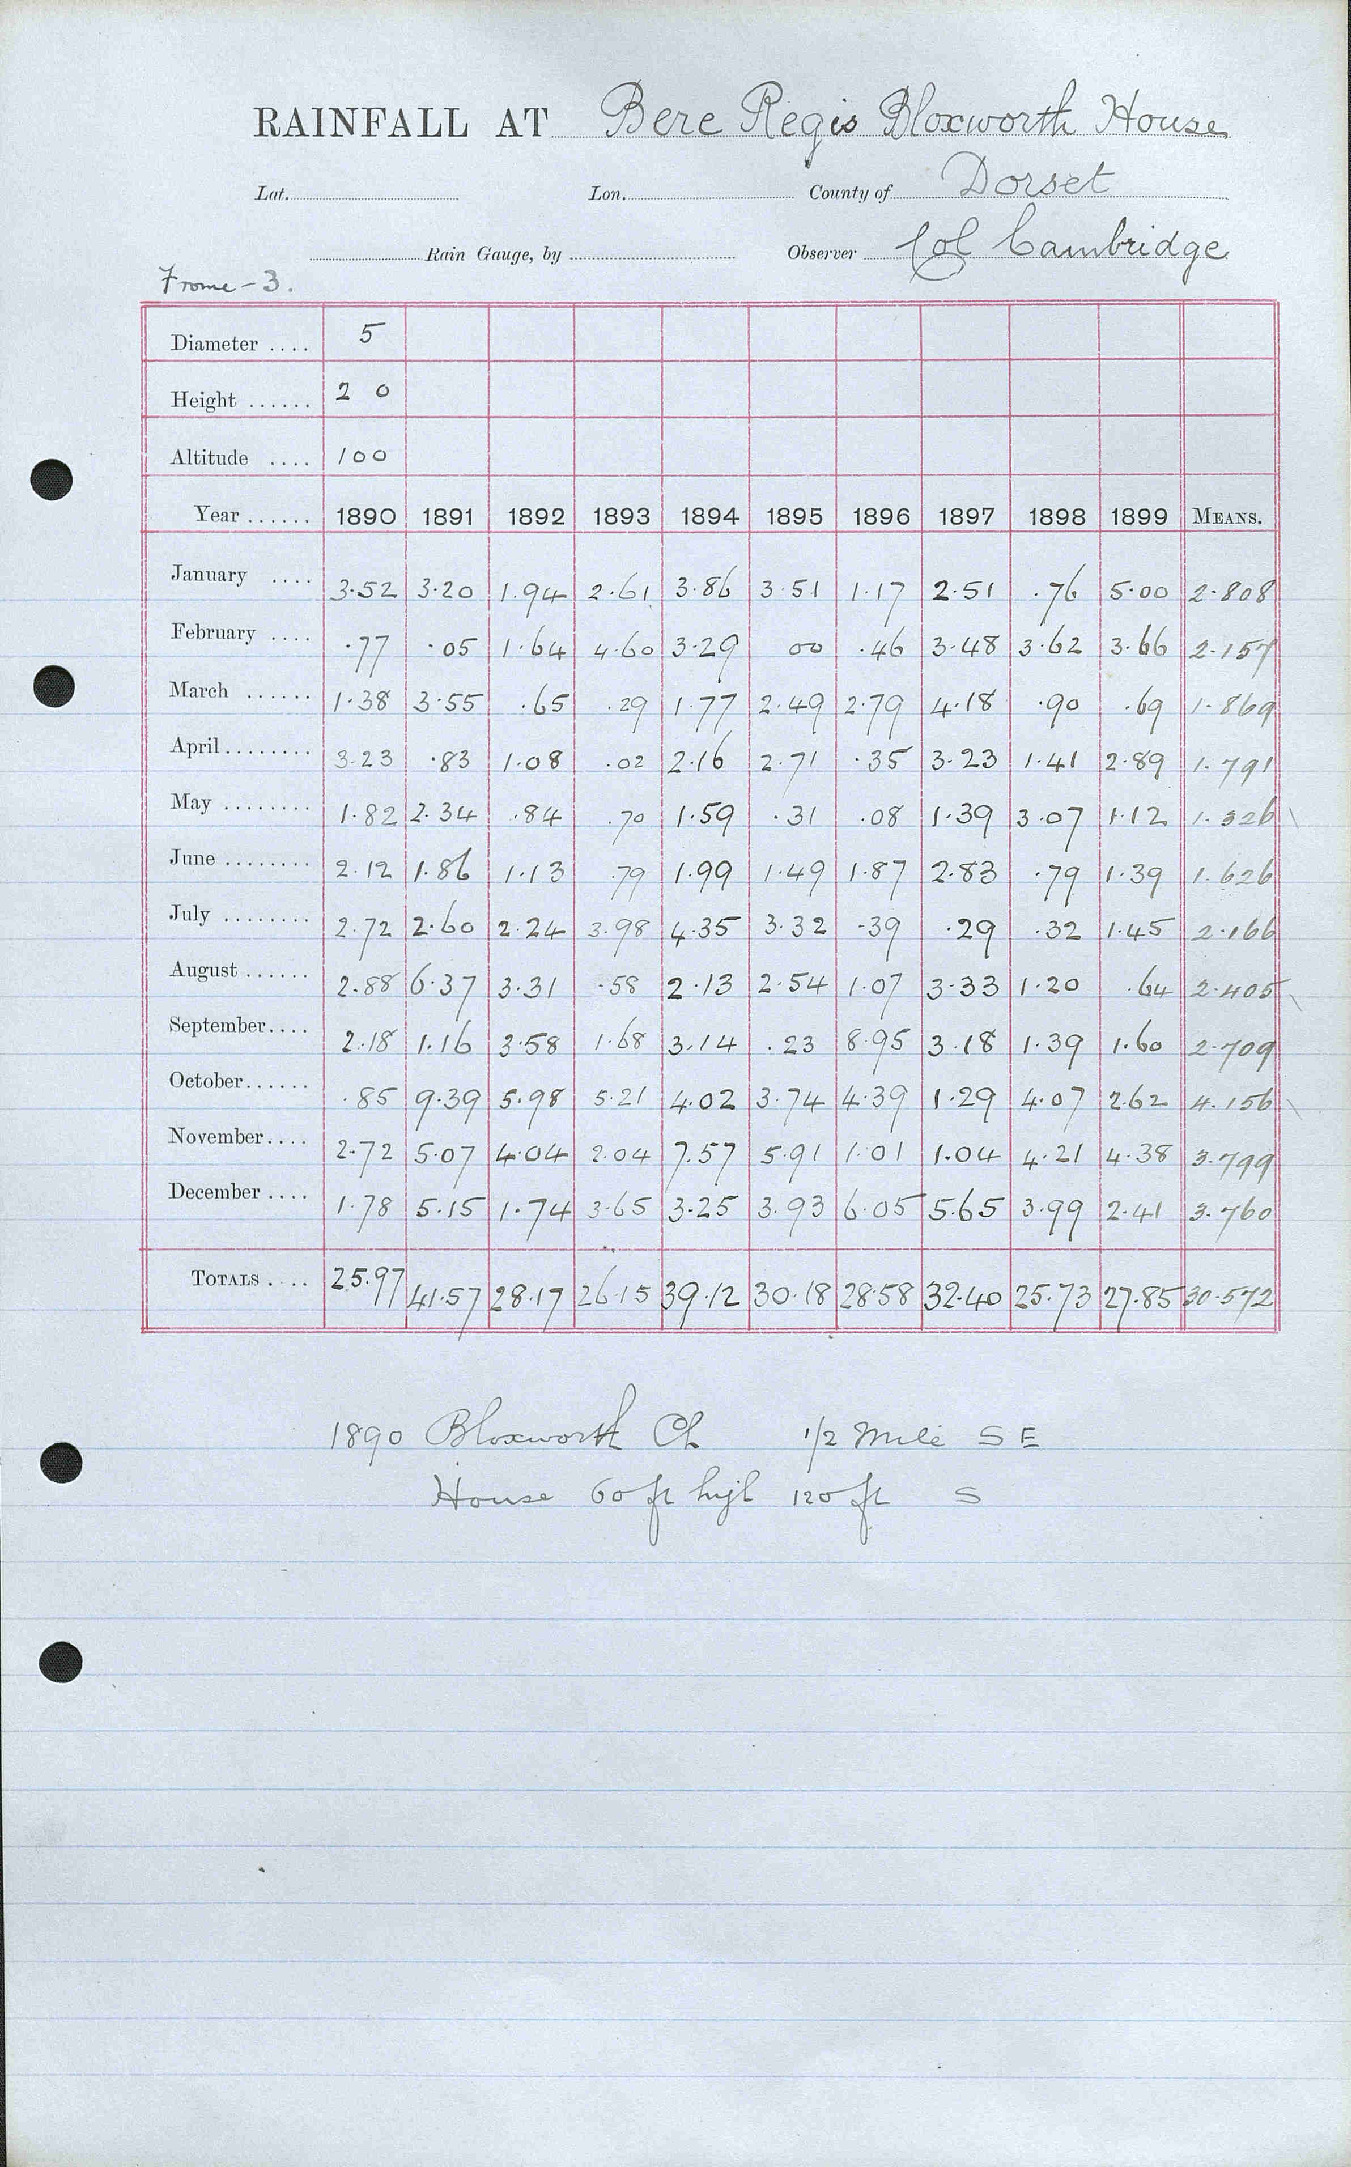 RAINFALL AT Bere Regis Bloxworth House
Lat. Lon. County of Dorset
Rain Gauge, by Observer Col Cambridge
Frome - 3.
Diameter .... 5
Height ...... 2 0
Altitude .... 100
Year ...... 1890 1891 1892 1893 1894 1895 1896 1897 1898 1899 MEANS.
January .... 3.52 3.20 1.94 2.61 3.86 3.51 1.17 2.51 .76 5.00 2.808
February .... .77 .05 1.64 4.60 3.29 00 .46 3.48 3.62 3.66 2.157
March ...... 1.38 3.55 .65 .29 1.77 2.49 2.79 4.18 .90 .69 1.869
April ........ 3.23 .83 1.08 .02 2.16 2.71 .35 3.23 1.41 2.89 1.791
May ........ 1.82 2.34 .84 .70 1.59 .31 .08 1.39 3.07 1.12 1.326
June ........ 2.12 1.86 1.13 .79 1.99 1.49 1.87 2.83 .79 1.39 1.626
July ........ 2.72 2.60 2.24 3.98 4.35 3.32 .39 .29 .32 1.45 2.166
August ...... 2.88 6.37 3.31 .58 2.13 2.54 1.07 3.33 1.20 .64 2.405
September.... 2.18 1.16 3.58 1.68 3.14 .23 8.95 3.18 1.39 1.60 2.709
October...... .85 9.39 5.98 5.21 4.02 3.74 4.39 1.29 4.07 2.62 4.156
November.... 2.72 5.07 4.04 2.04 7.57 5.91 1.01 1.04 4.21 4.38 3.799
December .... 1.78 5.15 1.74 3.65 3.25 3.93 6.05 5.65 3.99 2.41 3.760
TOTALS .... 25.97 41.57 28.17 26.15 39.12 30.18 28.58 32.40 25.73 27.85 30.572
1890 Bloxworth Ch 1/2 Mile S E
House 60 ft high 120 ft S